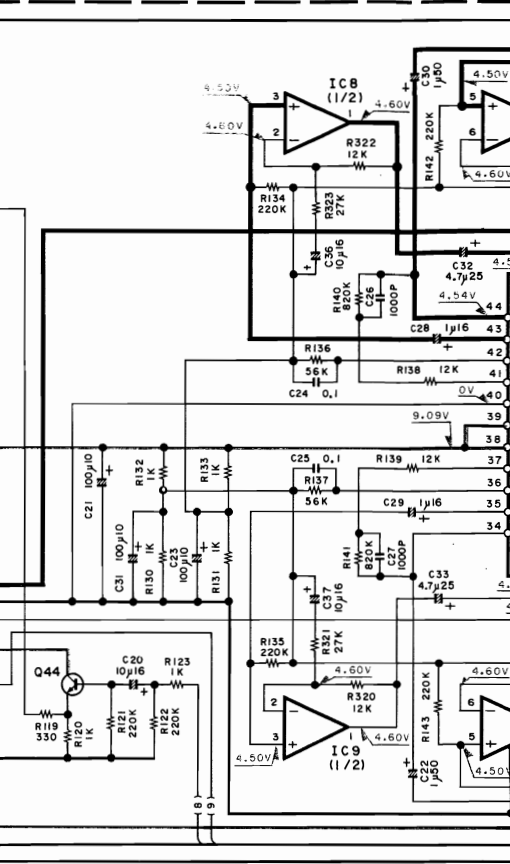 IC8
(1/2)
4.53V
3
+
1
4.60V
4.60V
2
-
R322
12K
R134
220K
R323
27K
C36
10μ16
+
C30
1μ50
+
4.50V
5
+
6
4.60V
220K
R142
C32
4.7μ25
+
R140
820K
C26
1000P
4.54V
44
C28
1μ16
+
43
R136
56K
42
C24
0.1
R138
12K
41
0V
40
9.09V
39
38
C21
100μ10
+
R132
1K
R133
1K
C25
0.1
R137
56K
R139
12K
37
36
C29
1μ16
+
35
34
C31
100μ10
+
R130
1K
C23
100μ10
+
R131
1K
R141
820K
C27
1000P
C37
10μ16
+
C33
4.7μ25
+
R321
27K
R135
220K
4.60V
R320
12K
Q44
C20
10μ16
+
R123
1K
R119
330
R120
1K
R121
220K
R122
220K
2
-
3
+
1
4.50V
4.60V
IC9
(1/2)
220K
R143
4.60V
6
5
+
4.50V
C22
1μ50
+
8
9